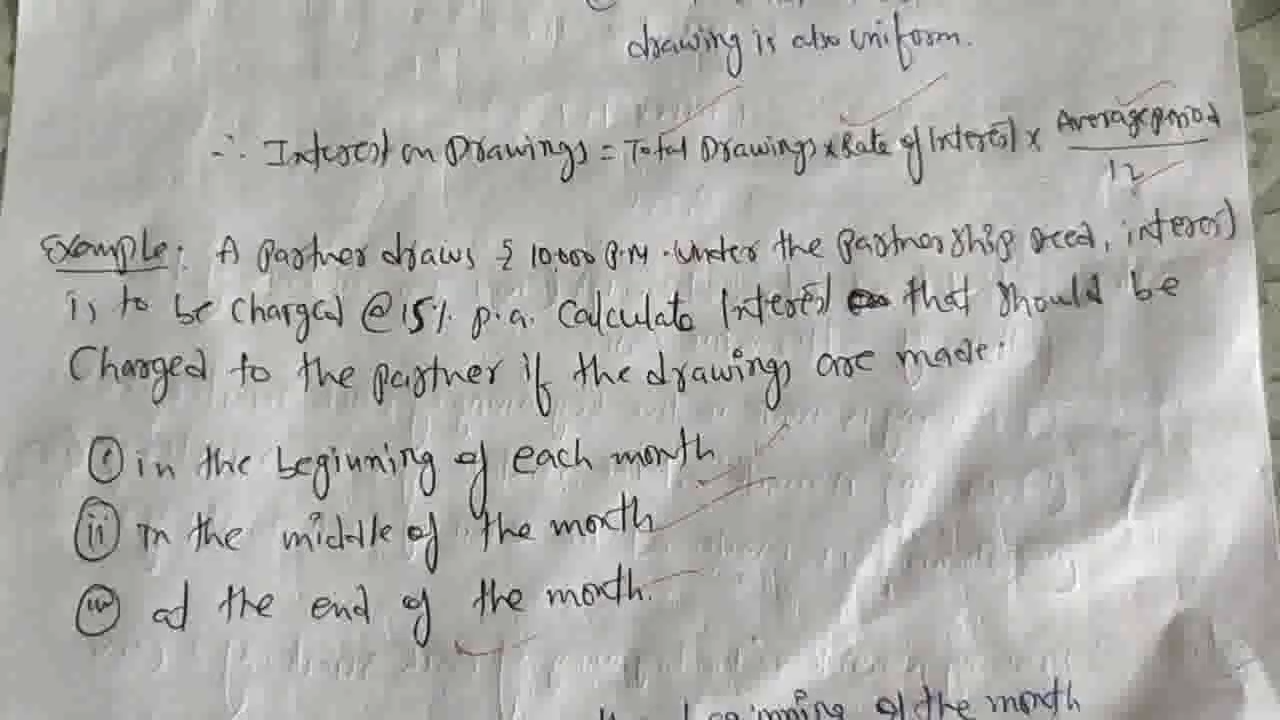 drawing is also uniform.
∴ Interest on Drawings = Total Drawings x Rate of Interest x Average period
12
Example: A partner draws ₹ 10,000 P.M. Under the partnership deed, interest
is to be charged @ 15% p.a. Calculate Interest that should be
Charged to the partner if the drawings are made:
(i) in the beginning of each month
(ii) in the middle of the month
(iii) at the end of the month.
beginning of the month